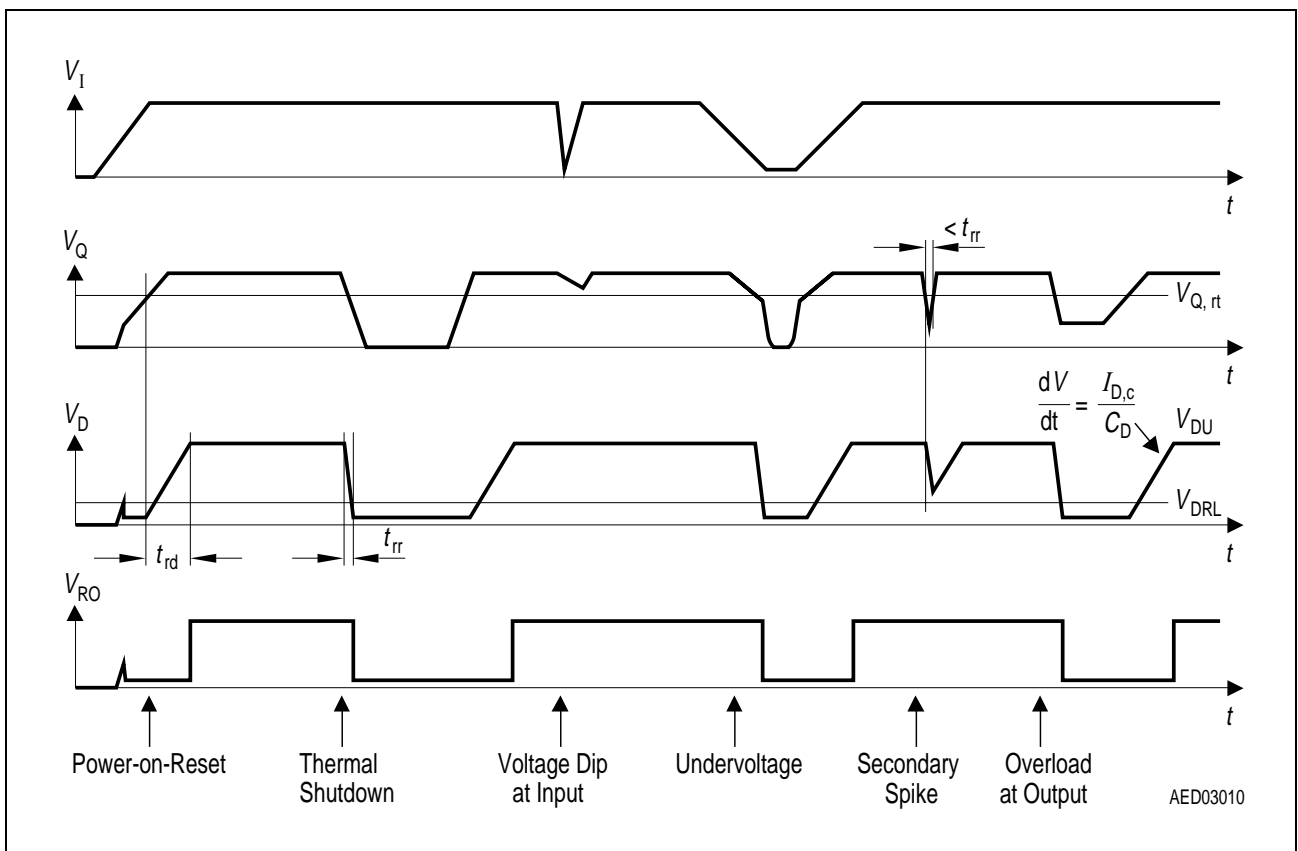 V_I
t
< t_rr
V_Q
V_Q, rt
t
dV/dt = I_D,c/C_D
V_DU
V_D
V_DRL
t_rd
t_rr
t
V_RO
t
Power-on-Reset
Thermal
Shutdown
Voltage Dip
at Input
Undervoltage
Secondary
Spike
Overload
at Output
AED03010